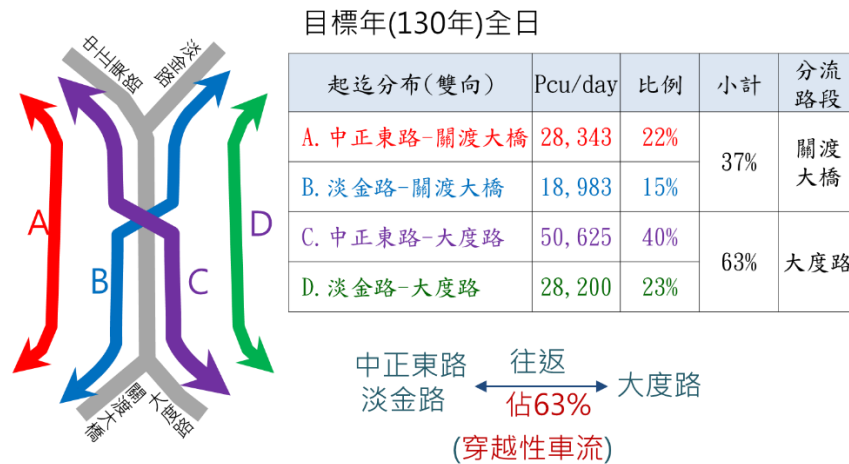 目標年(130年)全日
中正東路
淡金路
A
B
C
D
關渡大橋
大度路
起迄分布(雙向) Pcu/day 比例 小計 分流路段
A.中正東路-關渡大橋 28,343 22% 37% 關渡大橋
B.淡金路-關渡大橋 18,983 15%
C.中正東路-大度路 50,625 40% 63% 大度路
D.淡金路-大度路 28,200 23%
中正東路
淡金路
往返
佔63%
大度路
(穿越性車流)